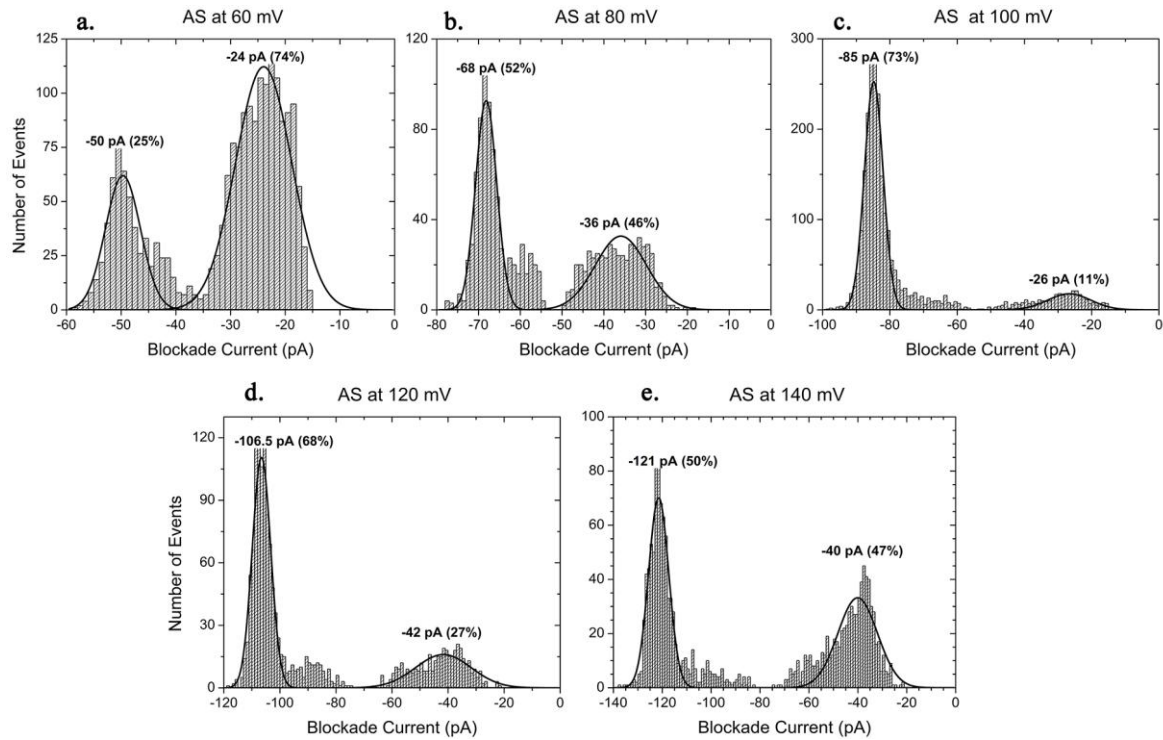 a. AS at 60 mV
125
100
75
50
25
0
-60 -50 -40 -30 -20 -10 0
Number of Events
Blockade Current (pA)
-50 pA (25%)
-24 pA (74%)
b. AS at 80 mV
120
80
40
0
-80 -70 -60 -50 -40 -30 -20 -10 0
Blockade Current (pA)
-68 pA (52%)
-36 pA (46%)
c. AS at 100 mV
300
200
100
0
-100 -80 -60 -40 -20 0
Blockade Current (pA)
-85 pA (73%)
-26 pA (11%)
d. AS at 120 mV
120
90
60
30
0
-120 -100 -80 -60 -40 -20 0
Number of Events
Blockade Current (pA)
-106.5 pA (68%)
-42 pA (27%)
e. AS at 140 mV
100
80
60
40
20
0
-140 -120 -100 -80 -60 -40 -20 0
Blockade Current (pA)
-121 pA (50%)
-40 pA (47%)